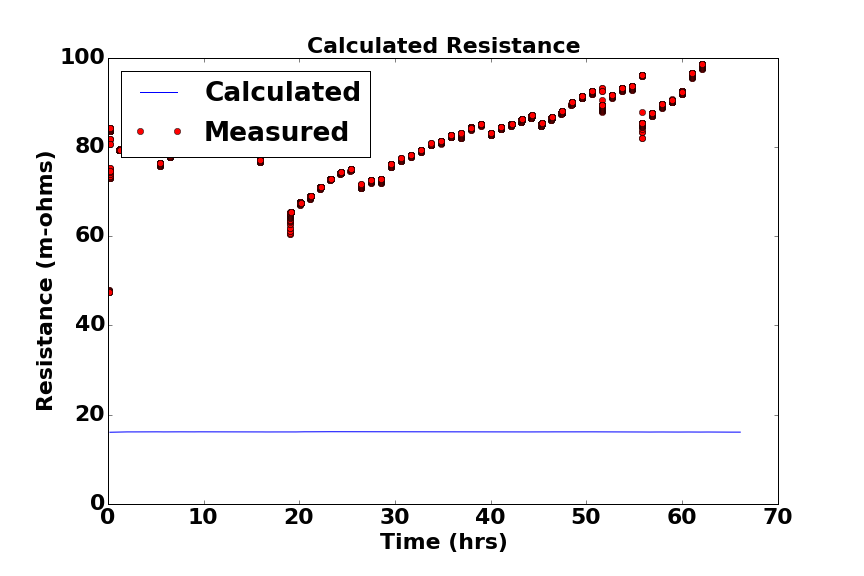 Calculated Resistance
Calculated
Measured
Resistance (m-ohms)
100
80
60
40
20
0
0 10 20 30 40 50 60 70
Time (hrs)